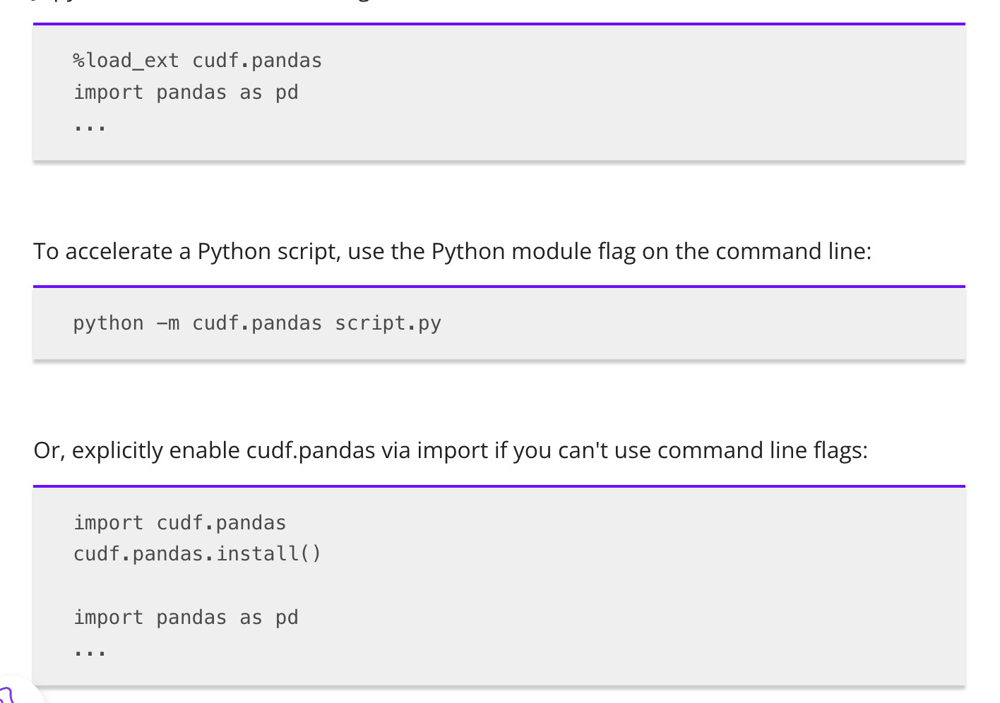 %load_ext cudf.pandas
import pandas as pd
...
To accelerate a Python script, use the Python module flag on the command line:
python -m cudf.pandas script.py
Or, explicitly enable cudf.pandas via import if you can't use command line flags:
import cudf.pandas
cudf.pandas.install()
import pandas as pd
...